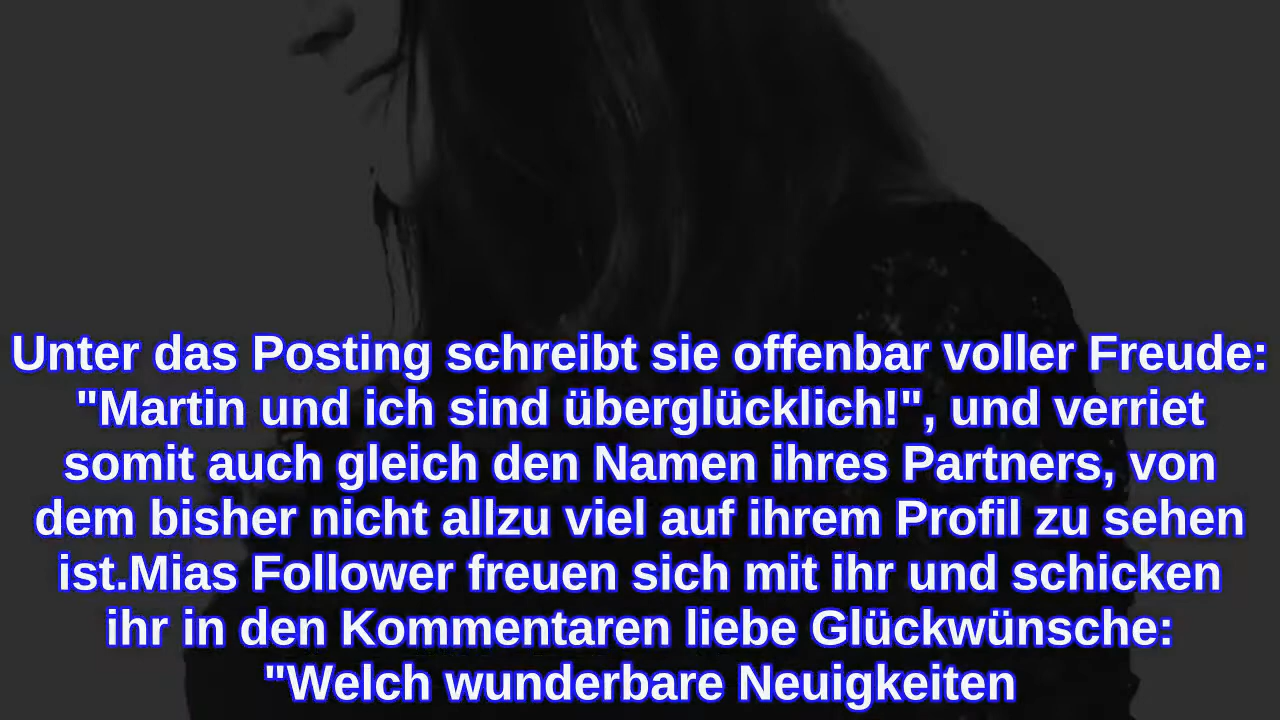 Unter das Posting schreibt sie offenbar voller Freude:
"Martin und ich sind überglücklich!", und verriet
somit auch gleich den Namen ihres Partners, von
dem bisher nicht allzu viel auf ihrem Profil zu sehen
ist.Mias Follower freuen sich mit ihr und schicken
ihr in den Kommentaren liebe Glückwünsche:
"Welch wunderbare Neuigkeiten